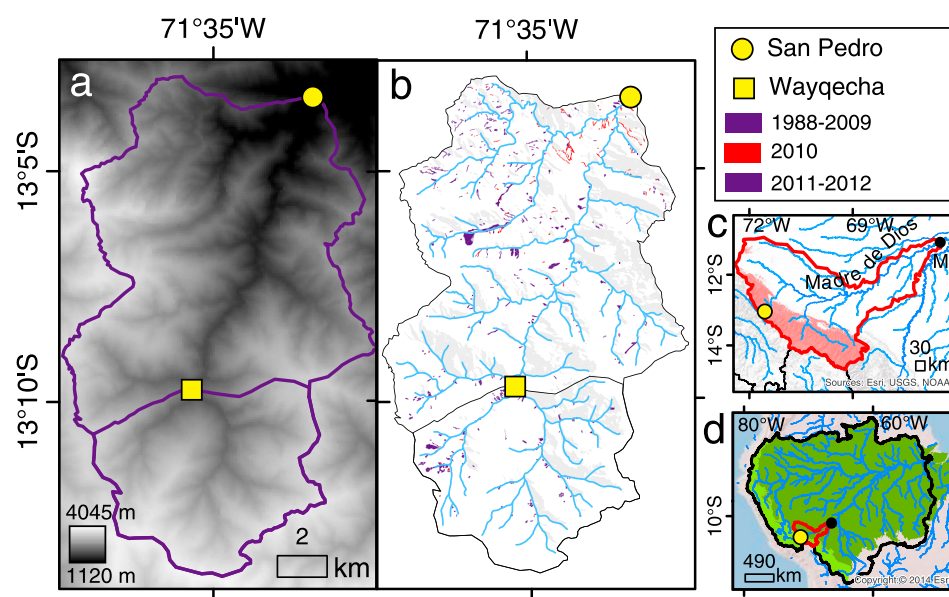 71°35'W
71°35'W
13°5'S
13°10'S
a
4045 m
1120 m
2
km
b
San Pedro
Wayqecha
1988-2009
2010
2011-2012
c
72°W
69°W
12°S
14°S
Madre de Dios
M
30
km
Sources: Esri, USGS, NOAA
d
80°W
60°W
10°S
490
km
Copyright:© 2014 Esr